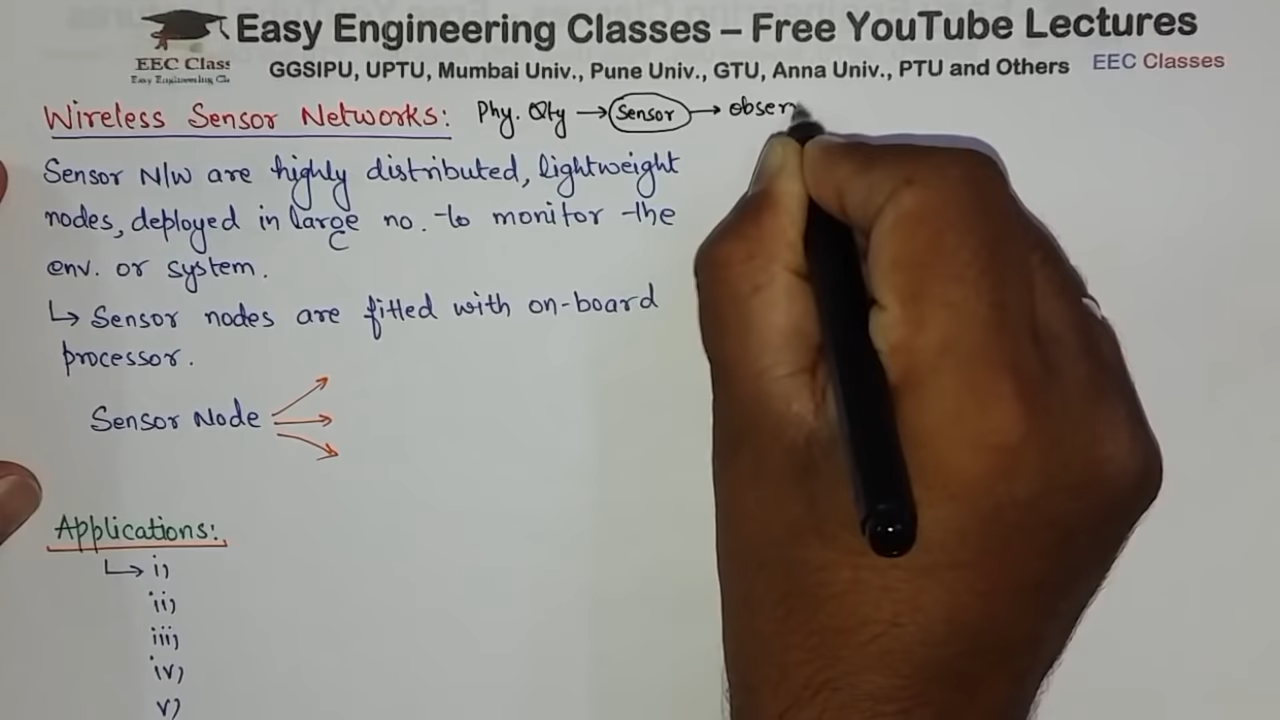 Easy Engineering Classes – Free YouTube Lectures
EEC Class
Easy Engineering Cla
GGSIPU, UPTU, Mumbai Univ., Pune Univ., GTU, Anna Univ., PTU and Others
EEC Classes
Wireless Sensor Networks: Phy. Qty → Sensor → obser
Sensor N/W are highly distributed, lightweight
nodes, deployed in large no. to monitor the
env. or system.
↳ Sensor nodes are fitted with on-board
processor.
Sensor Node
Applications:
↳ i)
ii)
iii)
iv)
v)